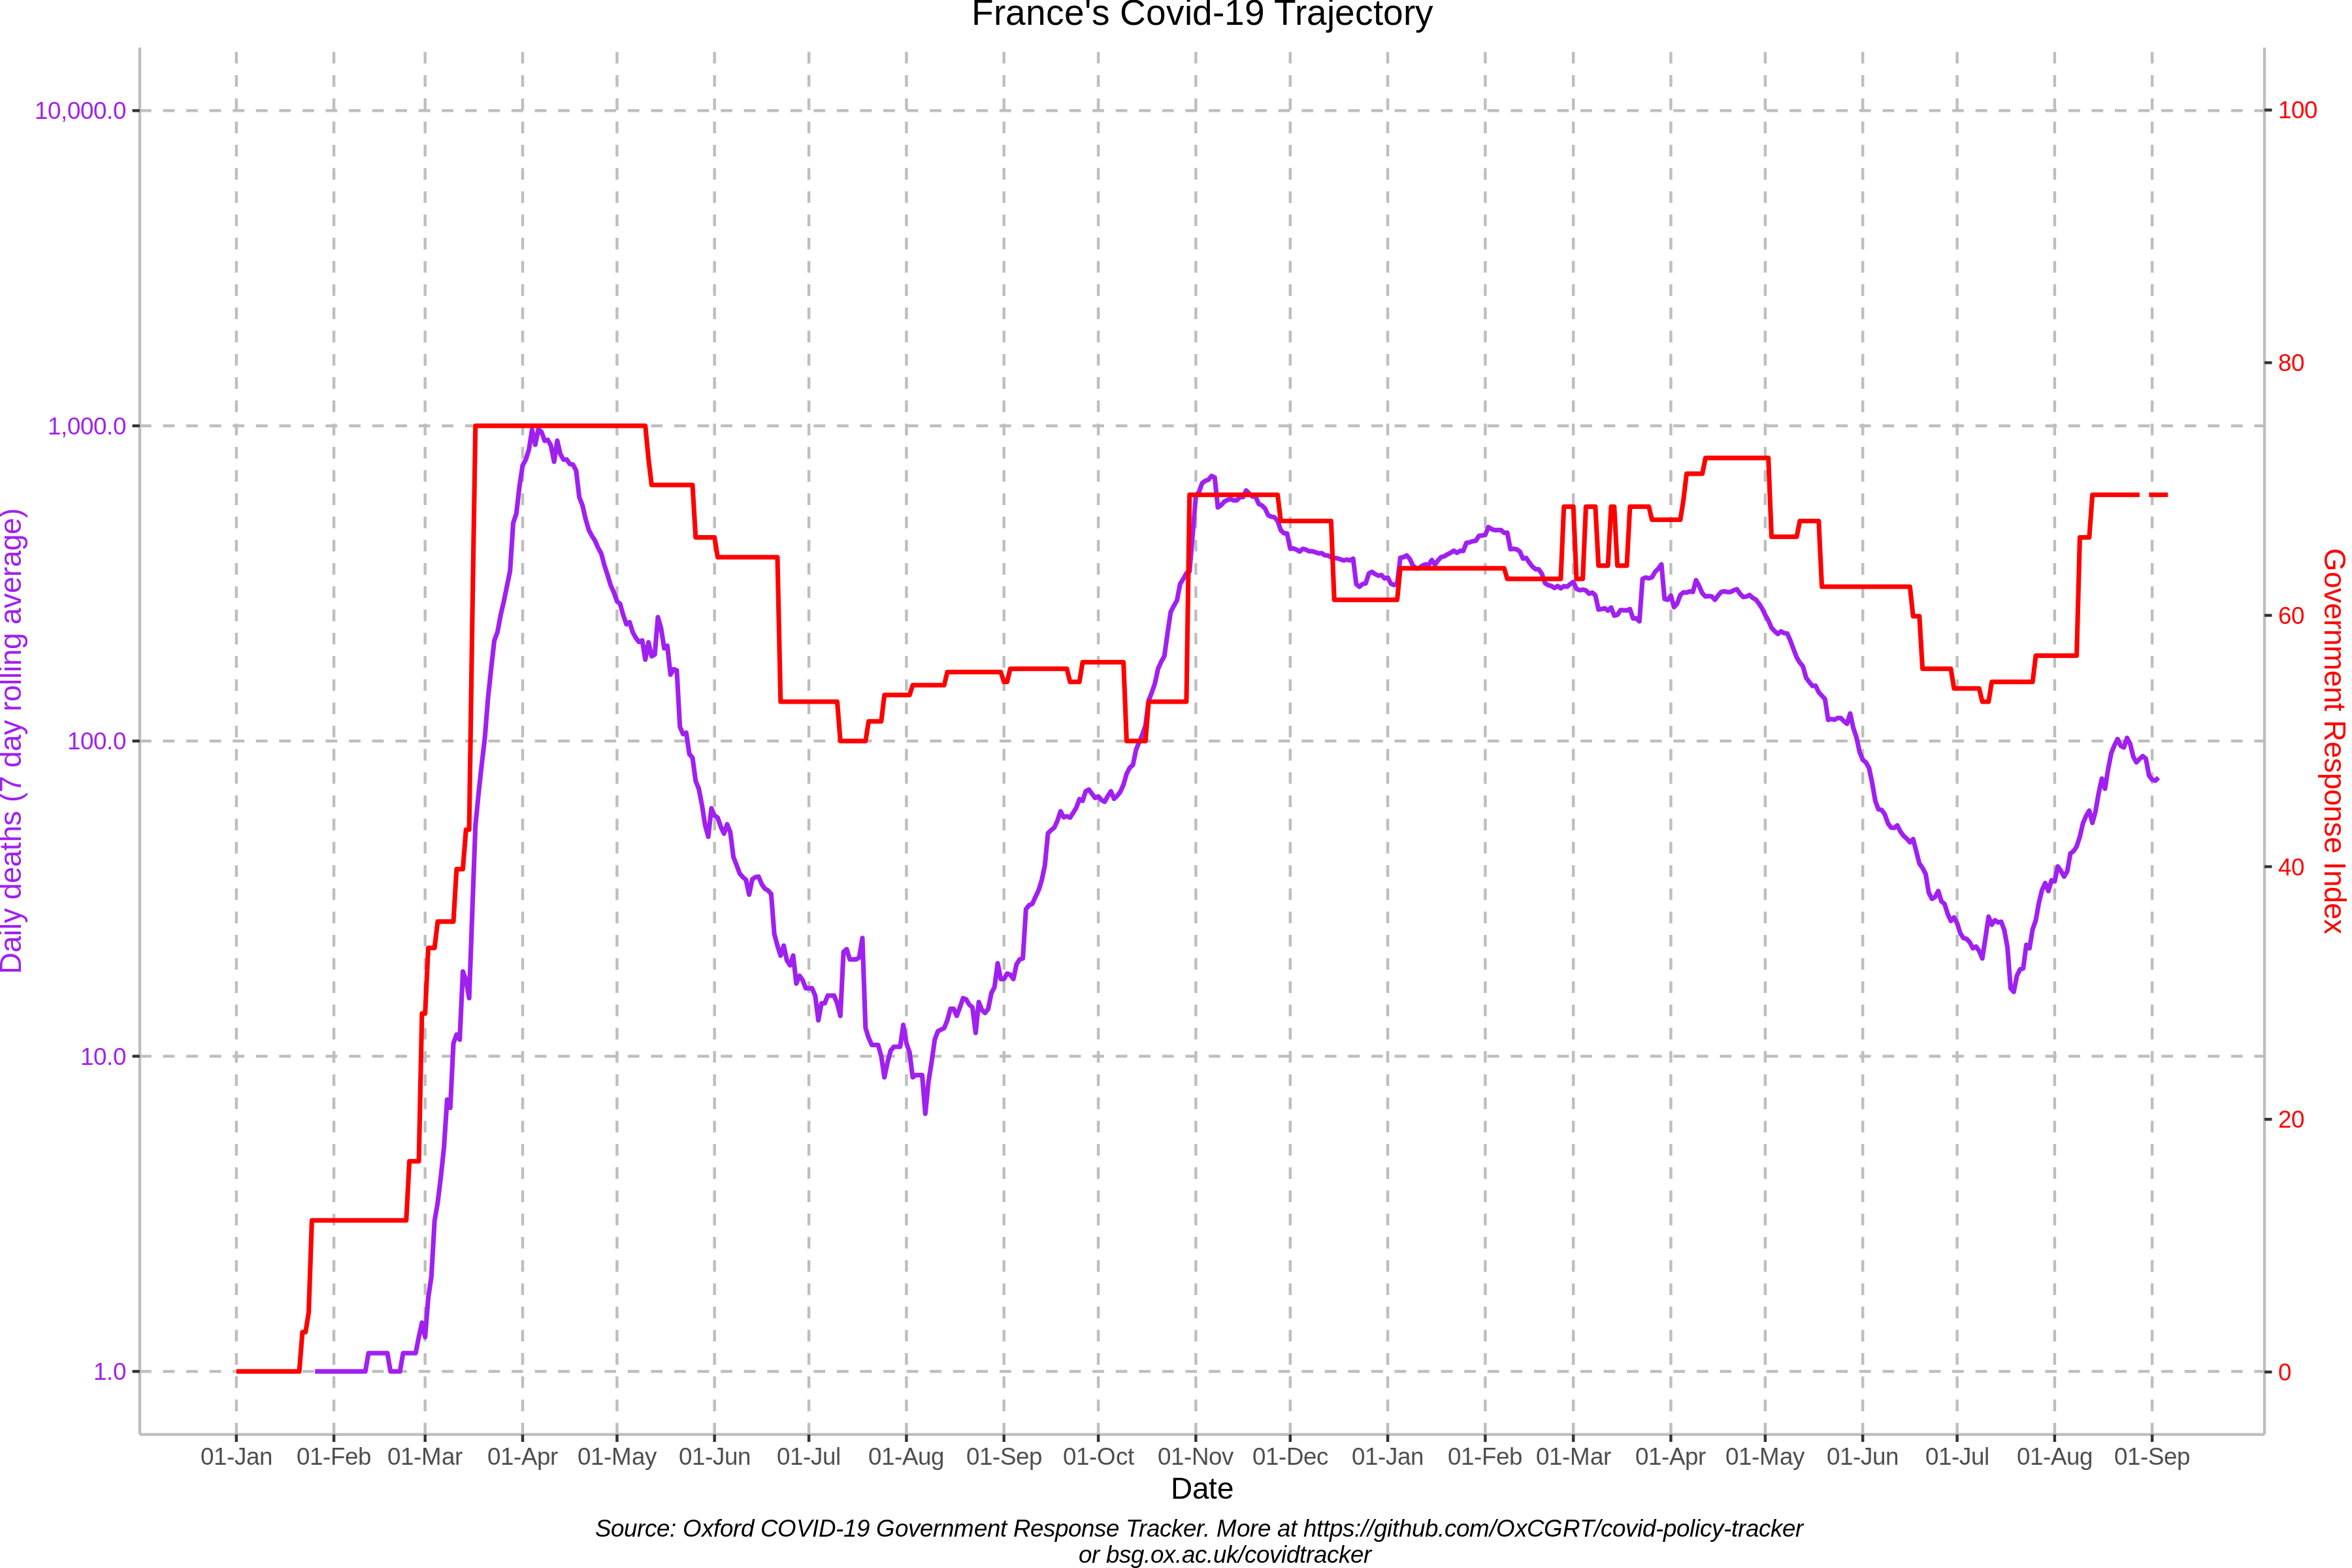 France's Covid-19 Trajectory
10,000.0
1,000.0
100.0
10.0
1.0
Daily deaths (7 day rolling average)
100
80
60
40
20
0
Government Response Index
01-Jan 01-Feb 01-Mar 01-Apr 01-May 01-Jun 01-Jul 01-Aug 01-Sep 01-Oct 01-Nov 01-Dec 01-Jan 01-Feb 01-Mar 01-Apr 01-May 01-Jun 01-Jul 01-Aug 01-Sep
Date
Source: Oxford COVID-19 Government Response Tracker. More at https://github.com/OxCGRT/covid-policy-tracker
or bsg.ox.ac.uk/covidtracker